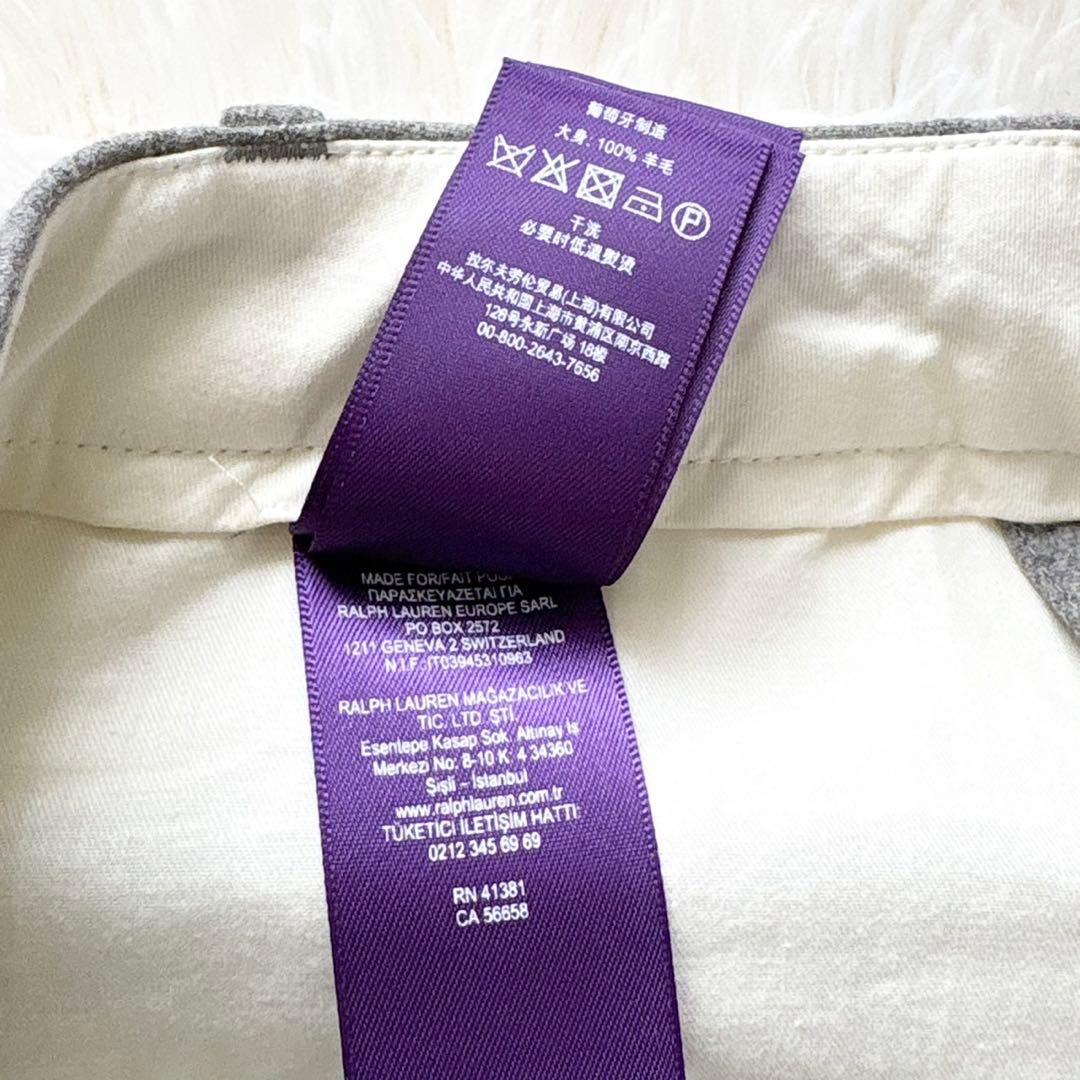 葡萄牙制造
大身: 100% 羊毛
P
干洗
必要时低温熨烫
拉尔夫劳伦贸易(上海)有限公司
中华人民共和国上海市黄浦区南京西路
128号永新广场 18楼
00-800-2643-7656
MADE FOR/FAIT POUR
ΠΑΡΑΣΚΕΥΑΖΕΤΑΙ ΓΙΑ
RALPH LAUREN EUROPE SARL
PO BOX 2572
1211 GENEVA 2 SWITZERLAND
N.I.F. IT03945310963
RALPH LAUREN MAĞAZACILIK VE
TIC. LTD. ŞTİ.
Esentepe Kasap Sok. Altınay Is
Merkezi No: 8-10 K: 4 34360
Şişli – İstanbul
www.ralphlauren.com.tr
TÜKETİCİ İLETİŞİM HATTI:
0212 345 69 69
RN 41381
CA 56658